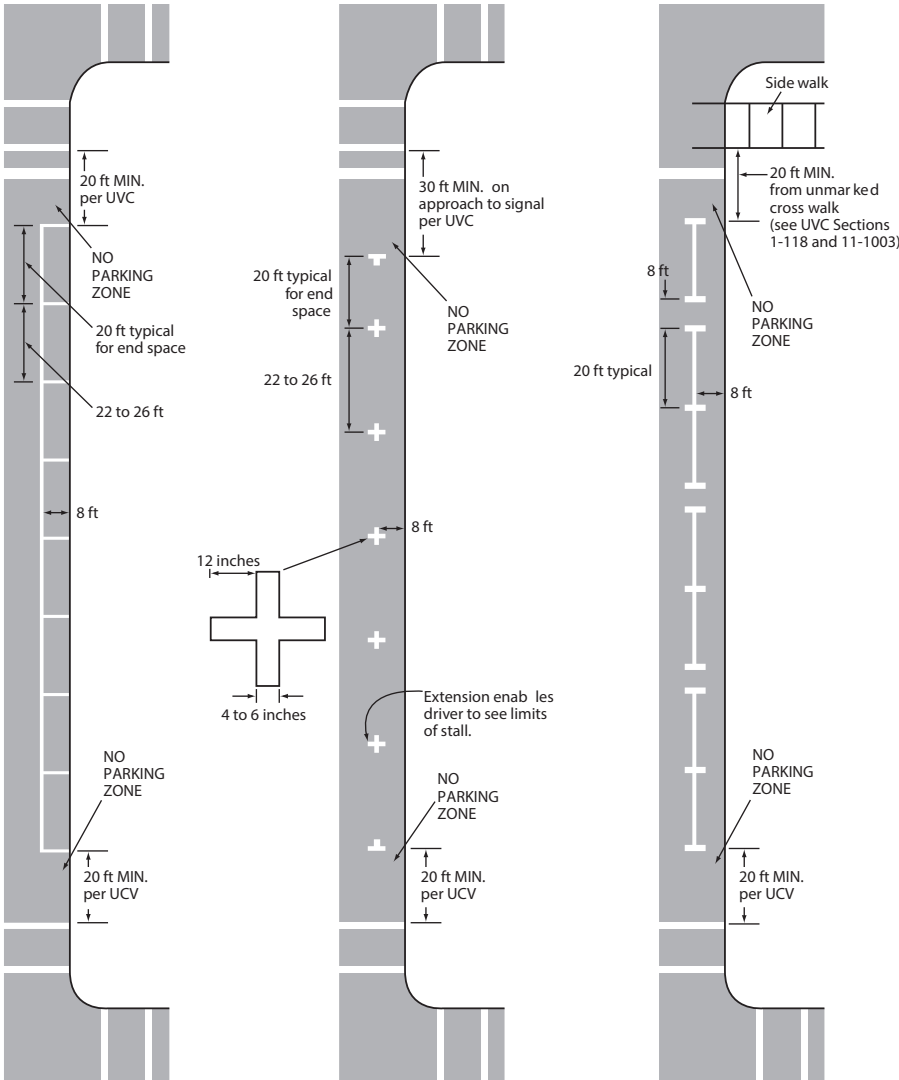 20 ft MIN.
per UVC
NO
PARKING
ZONE
20 ft typical
for end space
22 to 26 ft
8 ft
NO
PARKING
ZONE
20 ft MIN.
per UCV
30 ft MIN. on
approach to signal
per UVC
20 ft typical
for end
space
NO
PARKING
ZONE
22 to 26 ft
8 ft
12 inches
4 to 6 inches
Extension enab les
driver to see limits
of stall.
NO
PARKING
ZONE
20 ft MIN.
per UCV
Side walk
20 ft MIN.
from unmar ked
cross walk
(see UVC Sections
1-118 and 11-1003)
8 ft
NO
PARKING
ZONE
20 ft typical
8 ft
NO
PARKING
ZONE
20 ft MIN.
per UCV